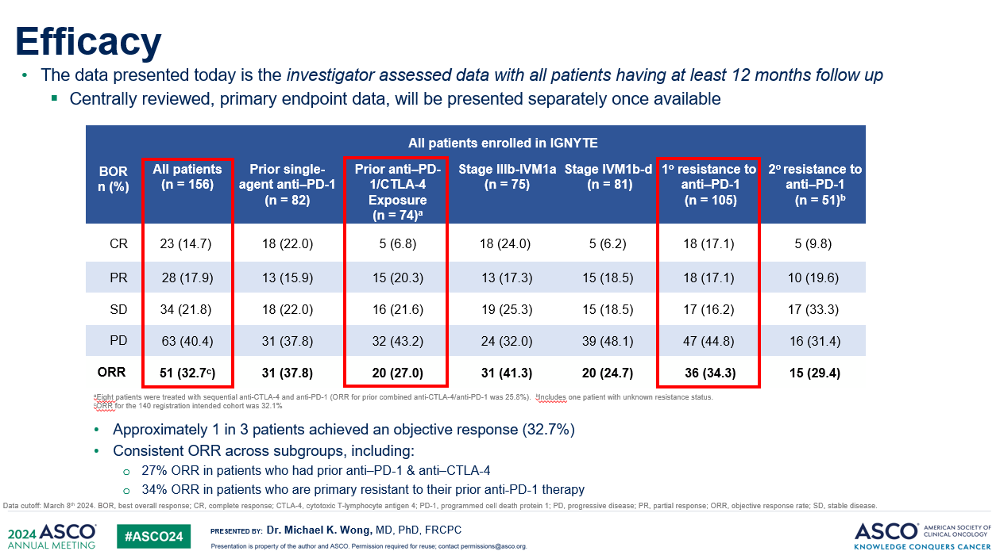 Efficacy
• The data presented today is the investigator assessed data with all patients having at least 12 months follow up
▪ Centrally reviewed, primary endpoint data, will be presented separately once available
All patients enrolled in IGNYTE
BOR n (%) | All patients (n = 156) | Prior single-agent anti–PD-1 (n = 82) | Prior anti–PD-1/CTLA-4 Exposure (n = 74)ᵃ | Stage IIIb-IVM1a (n = 75) | Stage IVM1b-d (n = 81) | 1º resistance to anti–PD-1 (n = 105) | 2º resistance to anti–PD-1 (n = 51)ᵇ
CR | 23 (14.7) | 18 (22.0) | 5 (6.8) | 18 (24.0) | 5 (6.2) | 18 (17.1) | 5 (9.8)
PR | 28 (17.9) | 13 (15.9) | 15 (20.3) | 13 (17.3) | 15 (18.5) | 18 (17.1) | 10 (19.6)
SD | 34 (21.8) | 18 (22.0) | 16 (21.6) | 19 (25.3) | 15 (18.5) | 17 (16.2) | 17 (33.3)
PD | 63 (40.4) | 31 (37.8) | 32 (43.2) | 24 (32.0) | 39 (48.1) | 47 (44.8) | 16 (31.4)
ORR | 51 (32.7ᶜ) | 31 (37.8) | 20 (27.0) | 31 (41.3) | 20 (24.7) | 36 (34.3) | 15 (29.4)
ᵃEight patients were treated with sequential anti-CTLA-4 and anti-PD-1 (ORR for prior combined anti-CTLA-4/anti-PD-1 was 25.8%). ᵇIncludes one patient with unknown resistance status.
ᶜORR for the 140 registration intended cohort was 32.1%
• Approximately 1 in 3 patients achieved an objective response (32.7%)
• Consistent ORR across subgroups, including:
o 27% ORR in patients who had prior anti–PD-1 & anti–CTLA-4
o 34% ORR in patients who are primary resistant to their prior anti-PD-1 therapy
Data cutoff: March 8th 2024. BOR, best overall response; CR, complete response; CTLA-4, cytotoxic T-lymphocyte antigen 4; PD-1, programmed cell death protein 1; PD, progressive disease; PR, partial response; ORR, objective response rate; SD, stable disease.
2024 ASCO®
ANNUAL MEETING
#ASCO24
PRESENTED BY: Dr. Michael K. Wong, MD, PhD, FRCPC
Presentation is property of the author and ASCO. Permission required for reuse; contact permissions@asco.org.
ASCO® AMERICAN SOCIETY OF
CLINICAL ONCOLOGY
KNOWLEDGE CONQUERS CANCER